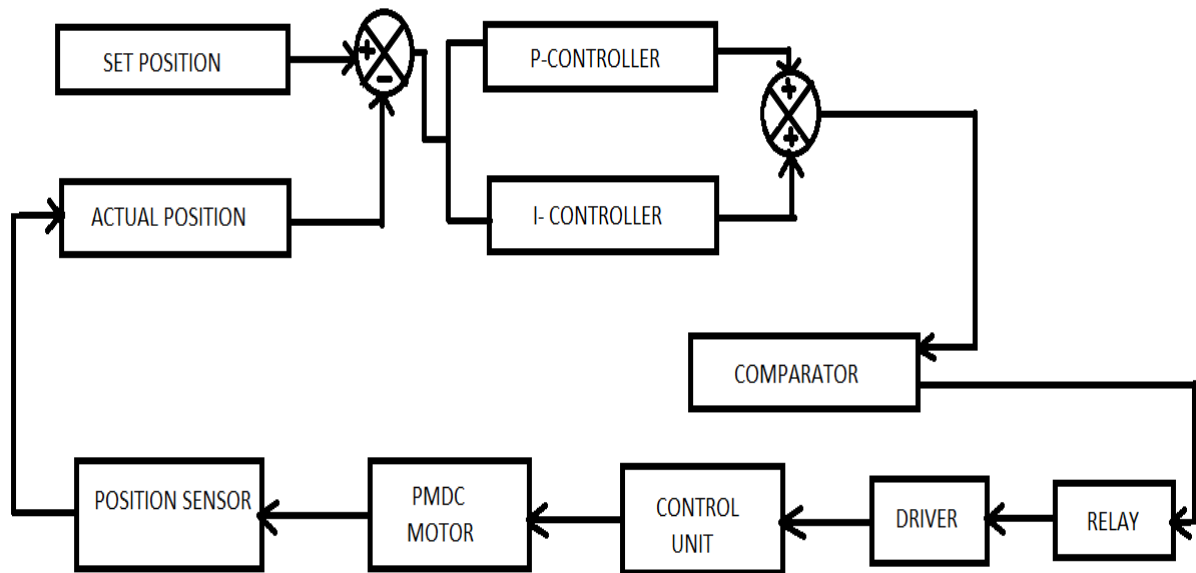 SET POSITION
+
-
P-CONTROLLER
+
+
ACTUAL POSITION
I- CONTROLLER
COMPARATOR
POSITION SENSOR
PMDC
MOTOR
CONTROL
UNIT
DRIVER
RELAY